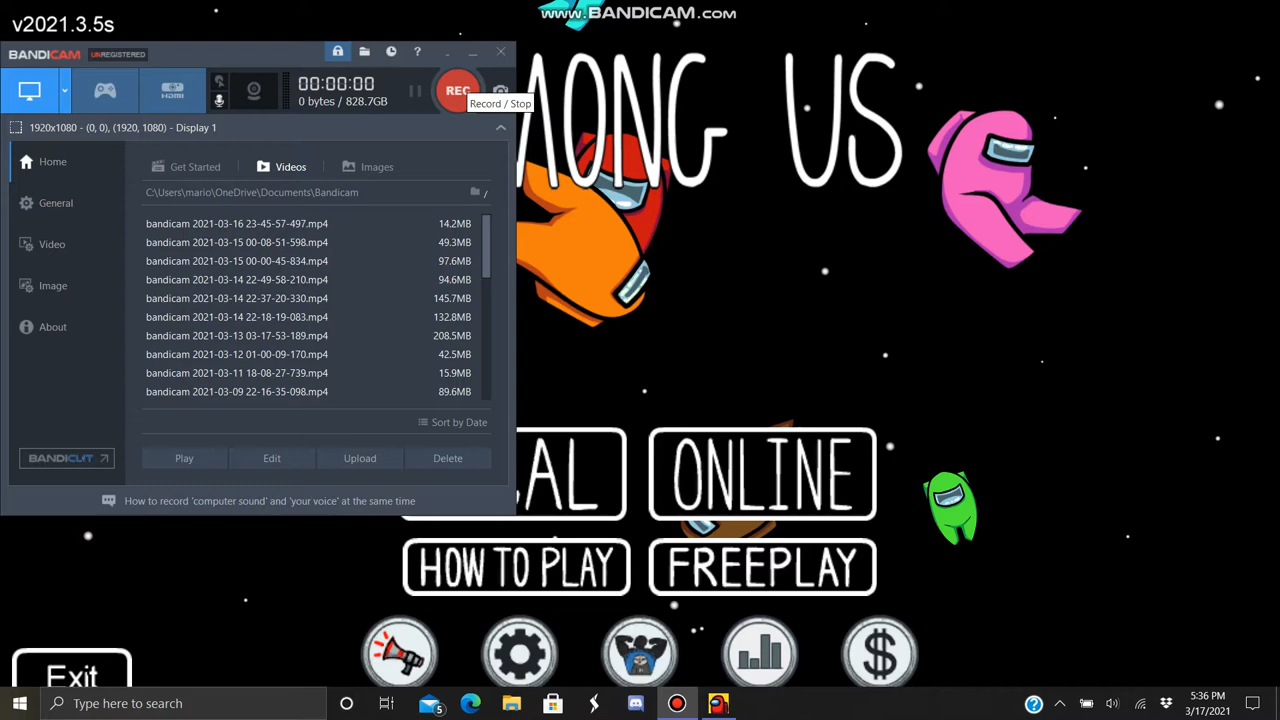 v2021.3.5s
www.BANDICAM.com
BANDICAM UNREGISTERED
?
AMONG US
HDMI
00:00:00
0 bytes / 828.7GB
REC
Record / Stop
1920x1080 - (0, 0), (1920, 1080) - Display 1
Home
Get Started
Videos
Images
C:\Users\mario\OneDrive\Documents\Bandicam
/
General
Video
Image
About
bandicam 2021-03-16 23-45-57-497.mp4 14.2MB
bandicam 2021-03-15 00-08-51-598.mp4 49.3MB
bandicam 2021-03-15 00-00-45-834.mp4 97.6MB
bandicam 2021-03-14 22-49-58-210.mp4 94.6MB
bandicam 2021-03-14 22-37-20-330.mp4 145.7MB
bandicam 2021-03-14 22-18-19-083.mp4 132.8MB
bandicam 2021-03-13 03-17-53-189.mp4 208.5MB
bandicam 2021-03-12 01-00-09-170.mp4 42.5MB
bandicam 2021-03-11 18-08-27-739.mp4 15.9MB
bandicam 2021-03-09 22-16-35-098.mp4 89.6MB
Sort by Date
BANDICUT
Play Edit Upload Delete
How to record 'computer sound' and 'your voice' at the same time
AL
ONLINE
HOW TO PLAY
FREEPLAY
$
Exit
Type here to search
5
?
5:36 PM
3/17/2021